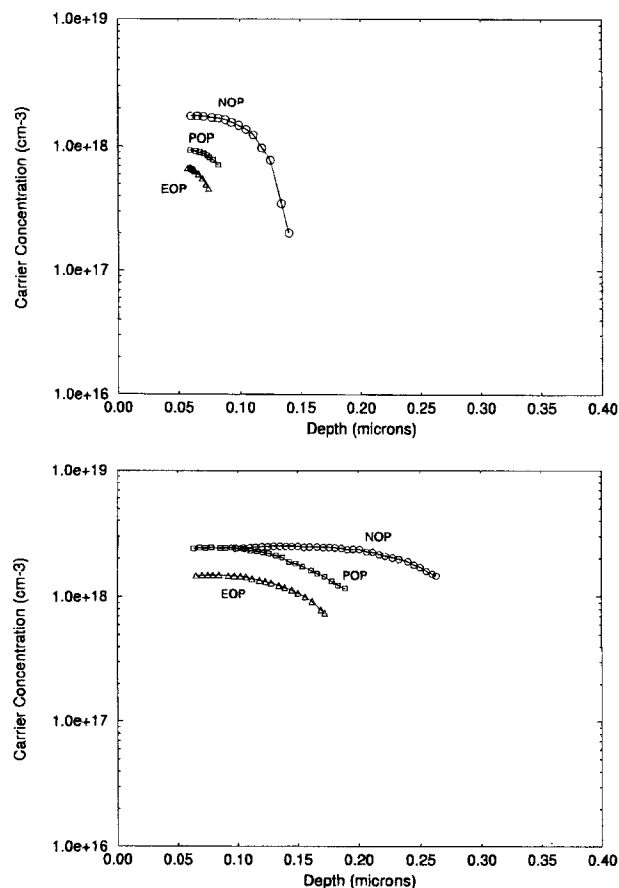 1.0e+19
NOP
1.0e+18
POP
EOP
1.0e+17
1.0e+16
0.00 0.05 0.10 0.15 0.20 0.25 0.30 0.35 0.40
Depth (microns)
Carrier Concentration (cm-3)
1.0e+19
NOP
POP
1.0e+18
EOP
1.0e+17
1.0e+16
0.00 0.05 0.10 0.15 0.20 0.25 0.30 0.35 0.40
Depth (microns)
Carrier Concentration (cm-3)